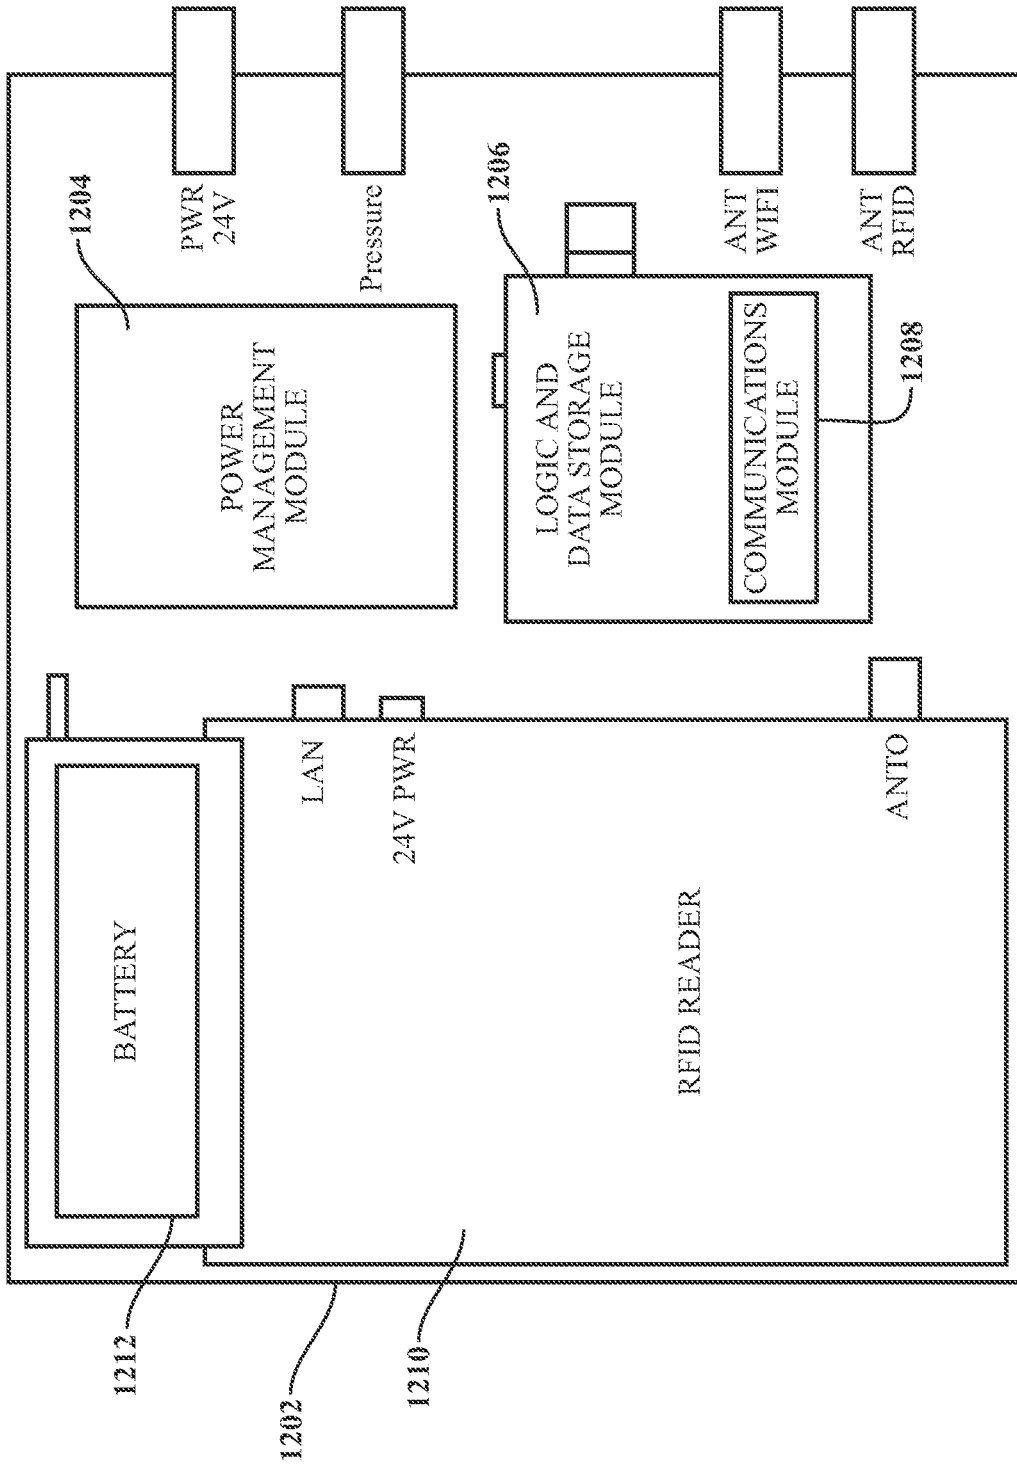 1212
1202
1210
BATTERY
RFID READER
LAN
24V PWR
ANTO
1204
POWER
MANAGEMENT
MODULE
1206
LOGIC AND
DATA STORAGE
MODULE
COMMUNICATIONS
MODULE
1208
PWR
24V
Pressure
ANT
WIFI
ANT
RFID